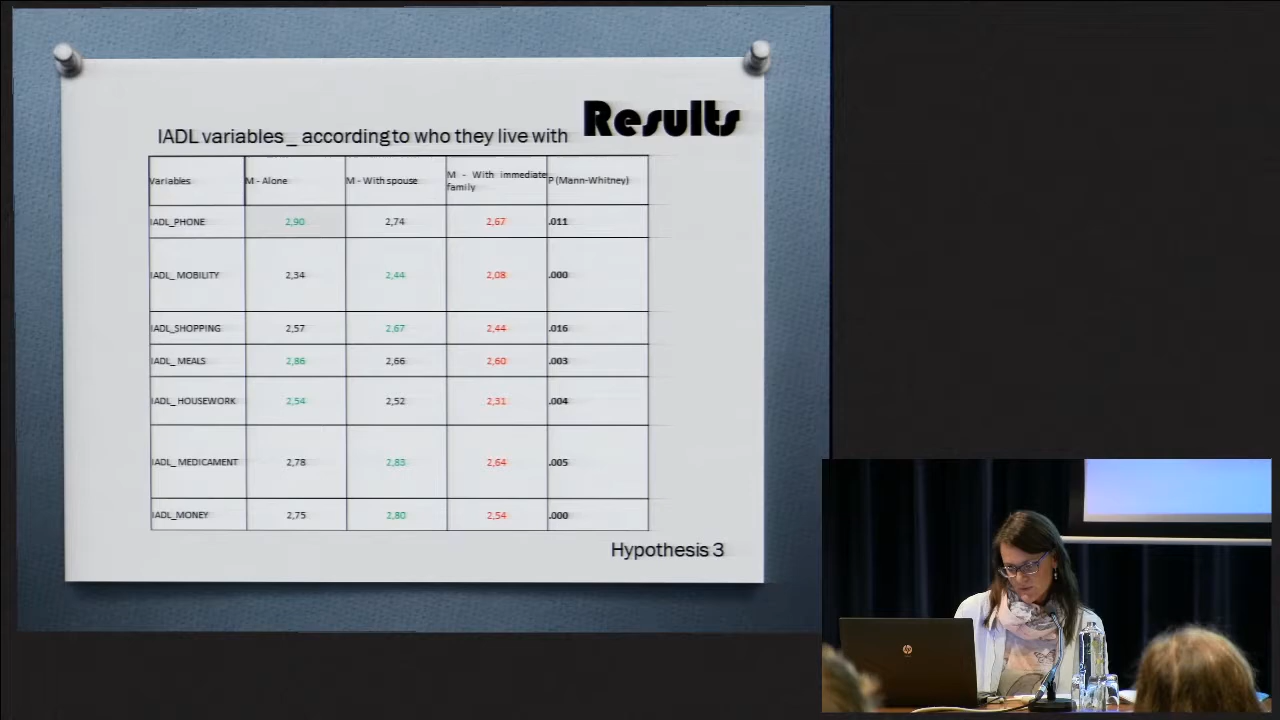 Results
IADL variables _ according to who they live with
Variables M - Alone M - With spouse M - With immediate family P (Mann-Whitney)
IADL_PHONE 2,90 2,74 2,67 .011
IADL_ MOBILITY 2,34 2,44 2,08 .000
IADL_SHOPPING 2,57 2,67 2,44 .016
IADL_ MEALS 2,86 2,66 2,60 .003
IADL_ HOUSEWORK 2,54 2,52 2,31 .004
IADL_ MEDICAMENT 2,78 2,83 2,64 .005
IADL_MONEY 2,75 2,80 2,54 .000
Hypothesis 3
hp